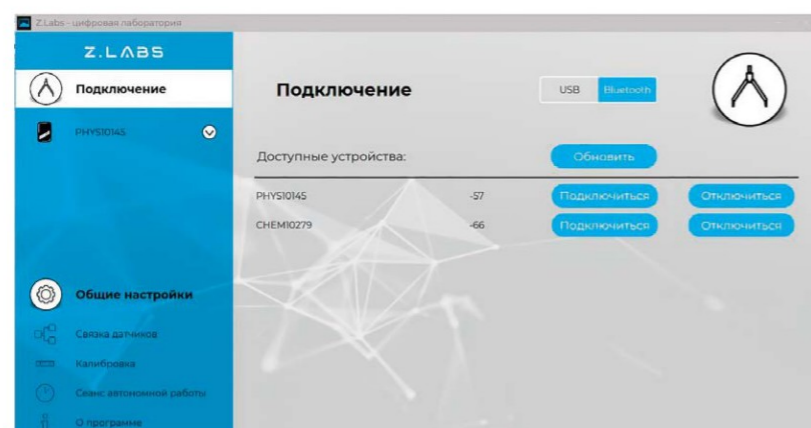 Z.Labs - цифровая лаборатория
Z.LABS
Подключение
PHYS10145
Общие настройки
Связка датчиков
Калибровка
Сеанс автономной работы
О программе
Подключение
USB Bluetooth
Доступные устройства: Обновить
PHYS10145 -57 Подключиться Отключиться
CHEM10279 -66 Подключиться Отключиться